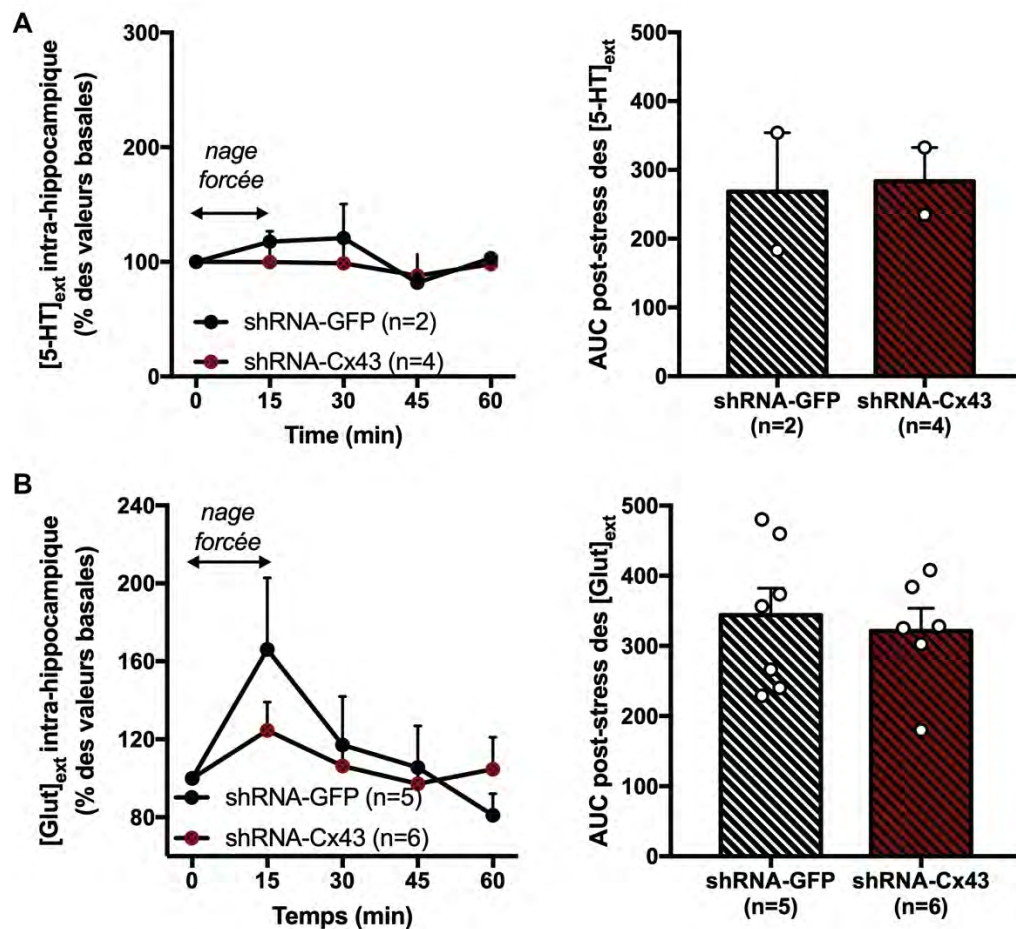 A
[5-HT]ext intra-hippocampique
(% des valeurs basales)
300
200
100
0
nage
forcée
shRNA-GFP (n=2)
shRNA-Cx43 (n=4)
0 15 30 45 60
Time (min)
AUC post-stress des [5-HT]ext
500
400
300
200
100
0
shRNA-GFP shRNA-Cx43
(n=2) (n=4)
B
[Glut]ext intra-hippocampique
(% des valeurs basales)
240
200
160
120
80
nage
forcée
shRNA-GFP (n=5)
shRNA-Cx43 (n=6)
0 15 30 45 60
Temps (min)
AUC post-stress des [Glut]ext
500
400
300
200
100
0
shRNA-GFP shRNA-Cx43
(n=5) (n=6)